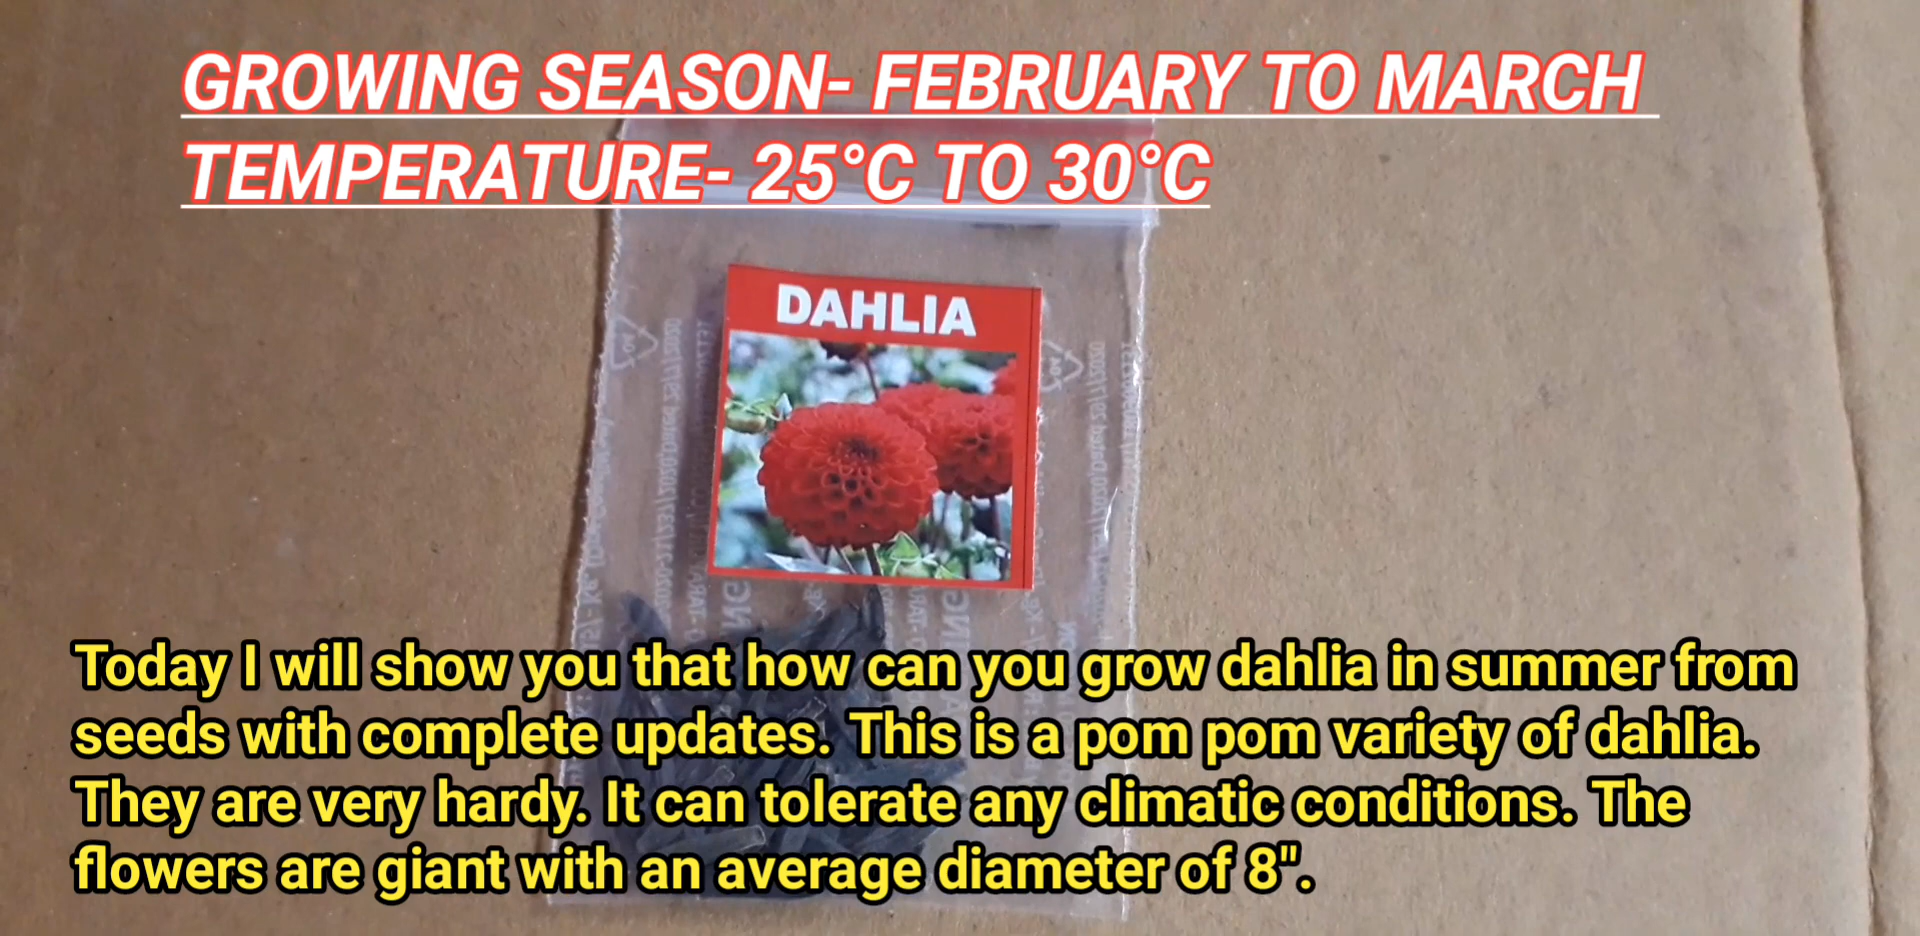 GROWING SEASON- FEBRUARY TO MARCH
TEMPERATURE- 25°C TO 30°C
DAHLIA
Today I will show you that how can you grow dahlia in summer from
seeds with complete updates. This is a pom pom variety of dahlia.
They are very hardy. It can tolerate any climatic conditions. The
flowers are giant with an average diameter of 8".